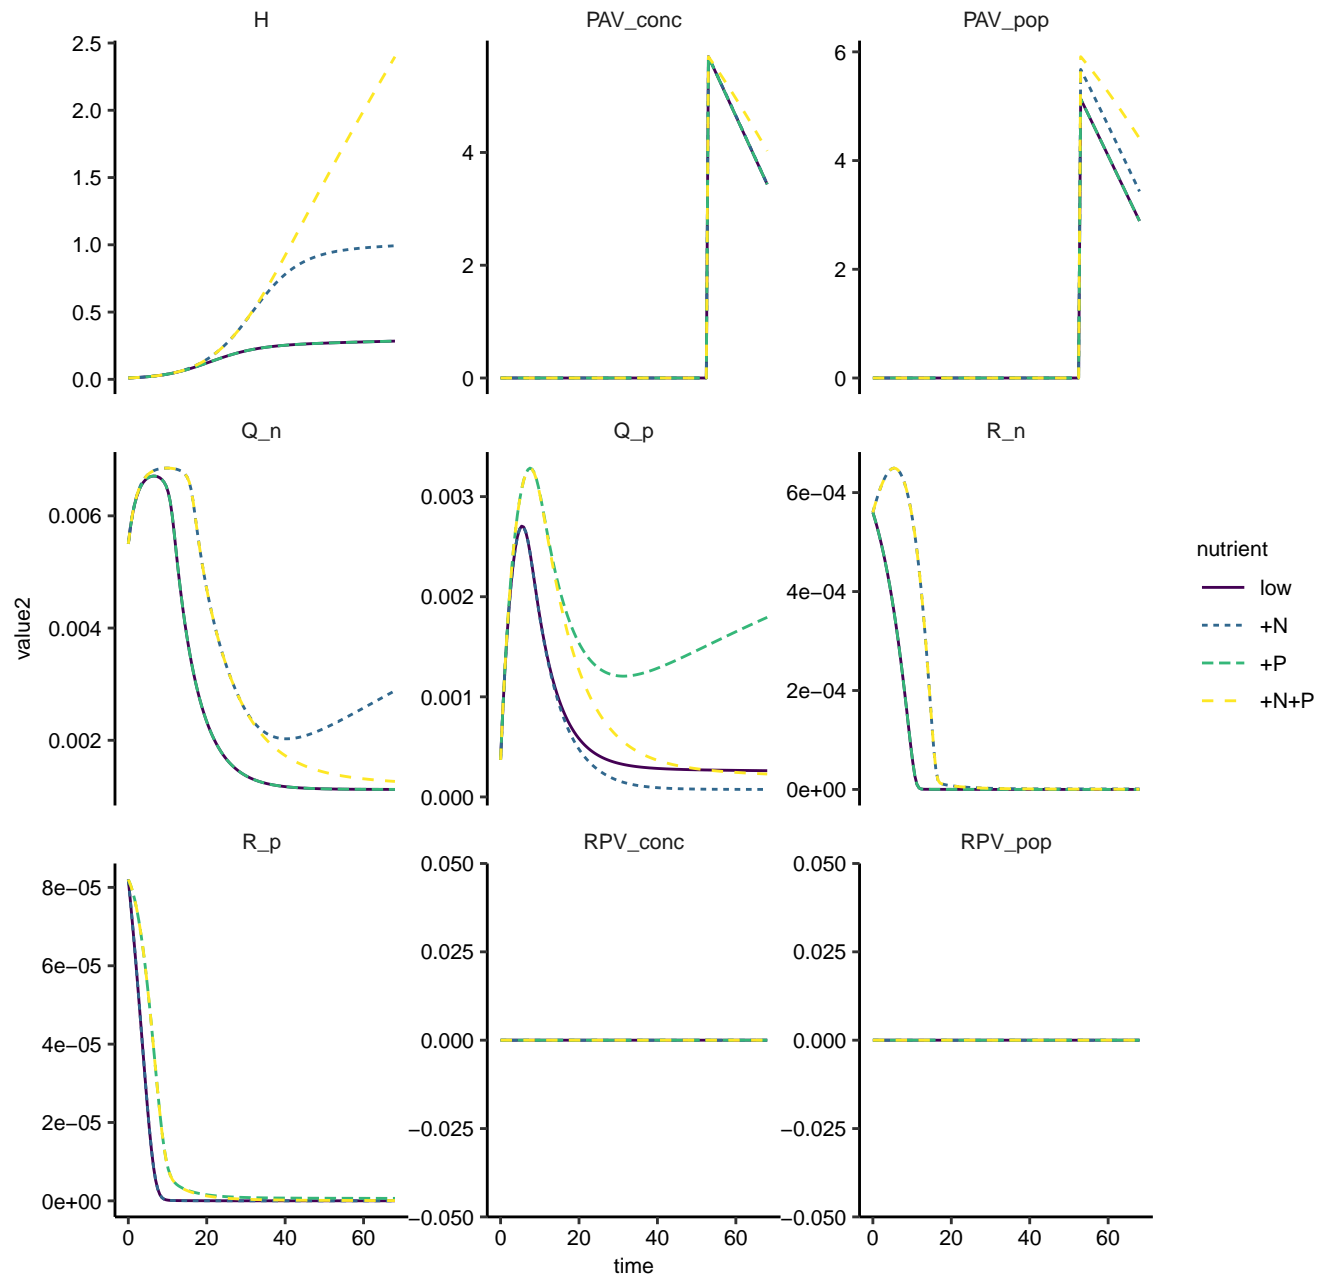 H
PAV_conc
PAV_pop
2.5
2.0
1.5
1.0
0.5
0.0
4
2
0
6
4
2
0
Q_n
Q_p
R_n
0.006
0.004
0.002
0.003
0.002
0.001
0.000
6e−04
4e−04
2e−04
0e+00
R_p
RPV_conc
RPV_pop
8e−05
6e−05
4e−05
2e−05
0e+00
0.050
0.025
0.000
−0.025
−0.050
0.050
0.025
0.000
−0.025
−0.050
0 20 40 60
0 20 40 60
0 20 40 60
time
value2
nutrient
low
+N
+P
+N+P